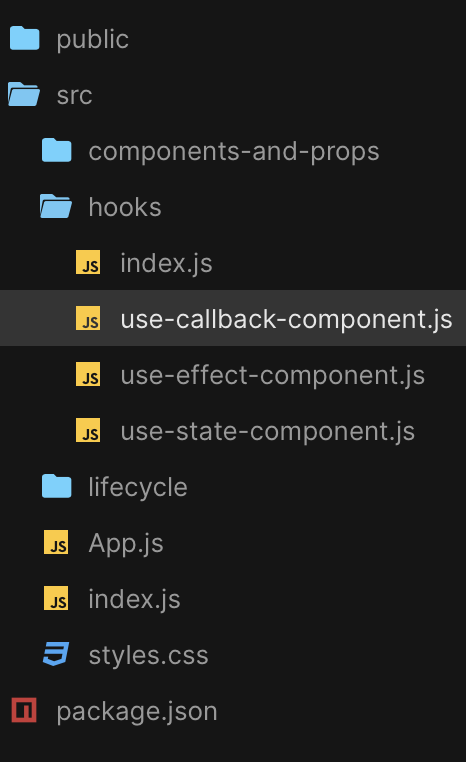 public
src
components-and-props
hooks
JS index.js
JS use-callback-component.js
JS use-effect-component.js
JS use-state-component.js
lifecycle
JS App.js
JS index.js
styles.css
package.json